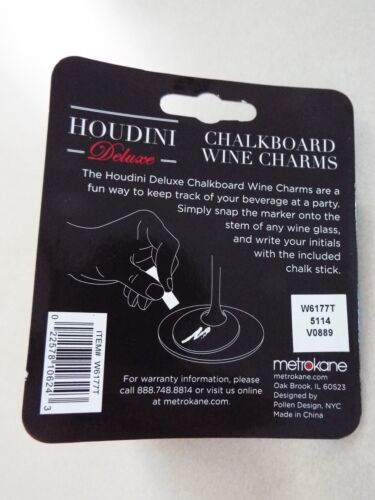 HOUDINI
Deluxe
CHALKBOARD
WINE CHARMS
The Houdini Deluxe Chalkboard Wine Charms are a
fun way to keep track of your beverage at a party.
Simply snap the marker onto the
stem of any wine glass,
and write your initials
with the included
chalk stick.
W6177T
5114
V0889
ITEM# W6177T
0 22578 10624 3
For warranty information, please
call 888.748.8814 or visit us online
at metrokane.com.
metrokane
metrokane.com
Oak Brook, IL 60523
Designed by
Pollen Design, NYC
Made in China